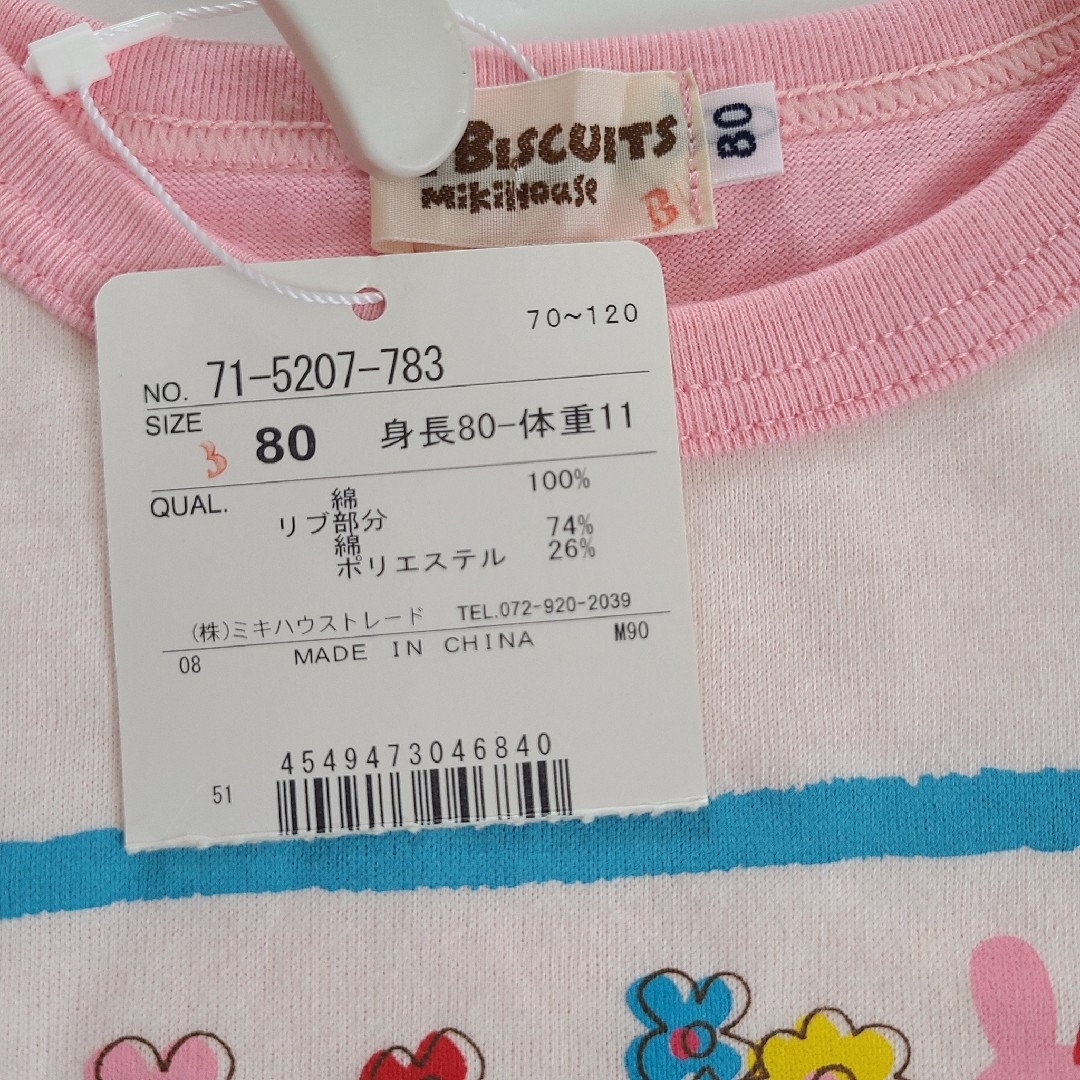 BISCUITS
MIKIHOUSE
B
80
70~120
NO. 71-5207-783
SIZE
B 80 身長80-体重11
QUAL.
綿 100%
リブ部分
綿 74%
ポリエステル 26%
(株)ミキハウストレード TEL.072-920-2039
08 MADE IN CHINA M90
4549473046840
51